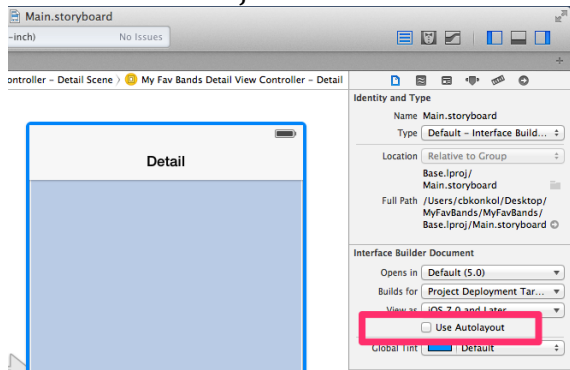 Main.storyboard
-inch) No Issues
ontroller – Detail Scene 〉 My Fav Bands Detail View Controller – Detail
Identity and Type
Name Main.storyboard
Type Default – Interface Build...
Location Relative to Group
Base.lproj/
Main.storyboard
Full Path /Users/cbkonkol/Desktop/
MyFavBands/MyFavBands/
Base.lproj/Main.storyboard
Interface Builder Document
Opens in Default (5.0)
Builds for Project Deployment Tar...
View as iOS 7.0 and Later
Use Autolayout
Global Tint Default
Detail